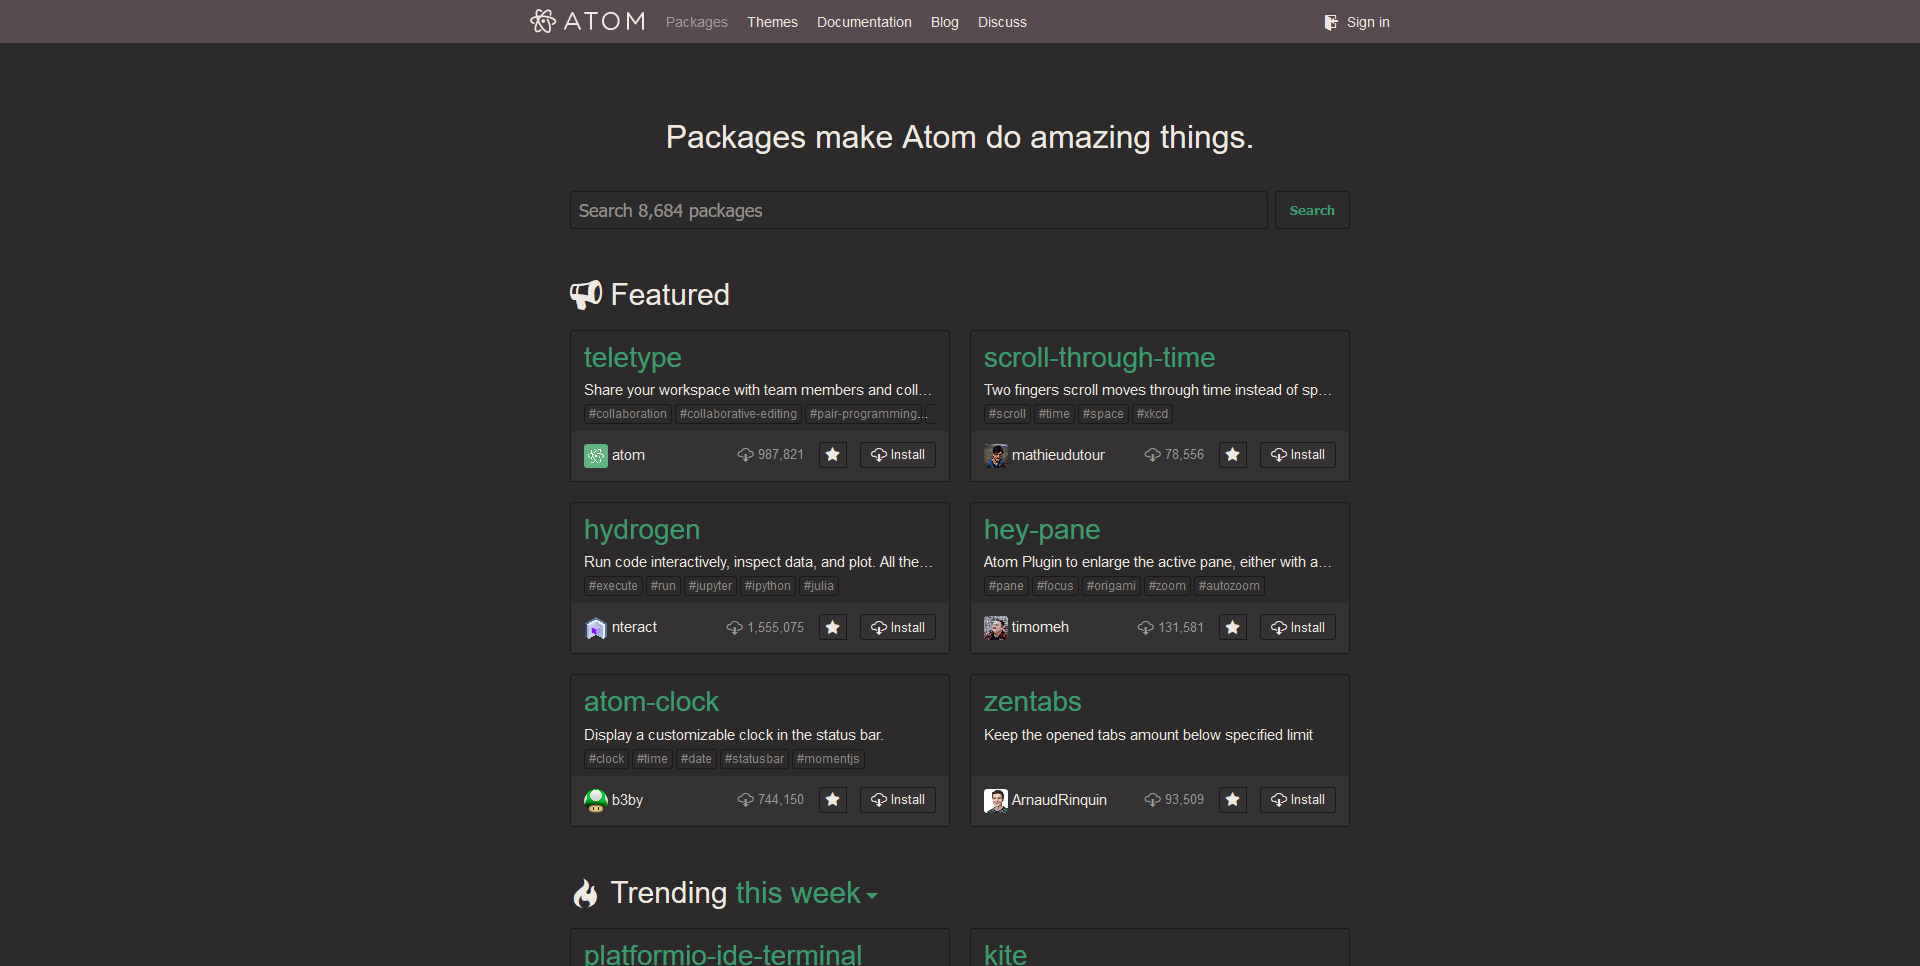 ATOM Packages Themes Documentation Blog Discuss Sign in
Packages make Atom do amazing things.
Search 8,684 packages Search
Featured
teletype
Share your workspace with team members and coll...
#collaboration #collaborative-editing #pair-programming...
atom 987,821 Install
scroll-through-time
Two fingers scroll moves through time instead of sp...
#scroll #time #space #xkcd
mathieudutour 78,556 Install
hydrogen
Run code interactively, inspect data, and plot. All the...
#execute #run #jupyter #ipython #julia
nteract 1,555,075 Install
hey-pane
Atom Plugin to enlarge the active pane, either with a...
#pane #focus #origami #zoom #autozoom
timomeh 131,581 Install
atom-clock
Display a customizable clock in the status bar.
#clock #time #date #statusbar #momentjs
b3by 744,150 Install
zentabs
Keep the opened tabs amount below specified limit
ArnaudRinquin 93,509 Install
Trending this week
platformio-ide-terminal
kite